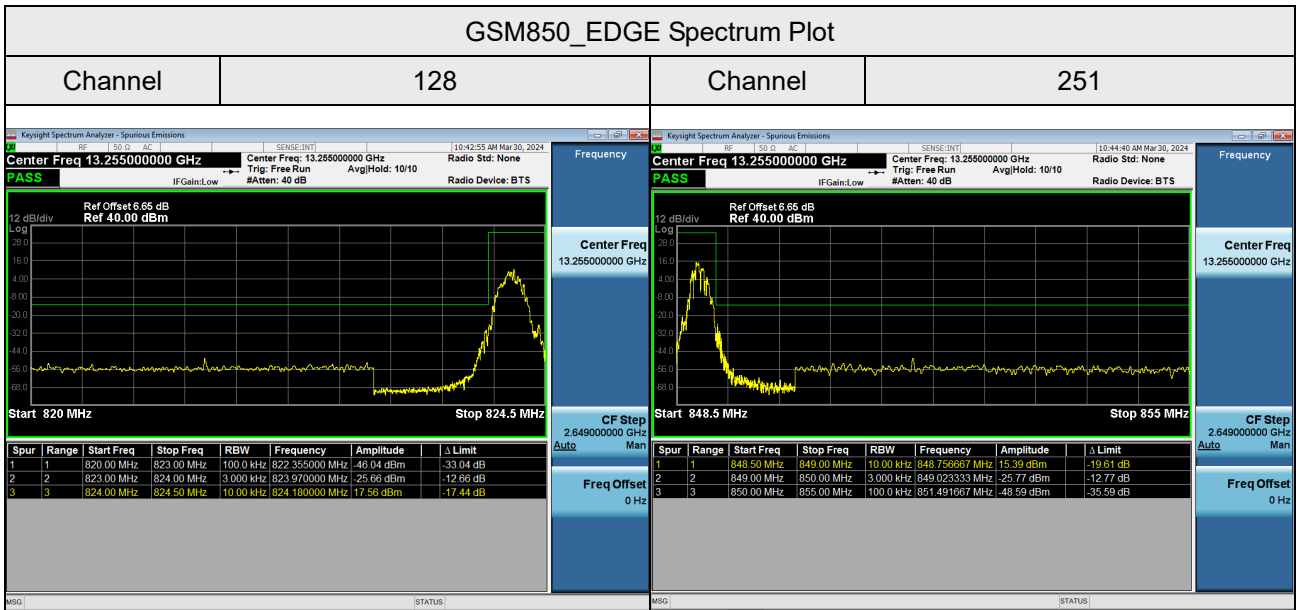 GSM850_EDGE Spectrum Plot
Channel 128 Channel 251
Keysight Spectrum Analyzer - Spurious Emissions
RF 50 Ω AC SENSE:INT 10:42:55 AM Mar 30, 2024
Center Freq 13.255000000 GHz Center Freq: 13.255000000 GHz Radio Std: None
Trig: Free Run Avg|Hold: 10/10
PASS IFGain:Low #Atten: 40 dB Radio Device: BTS
Ref Offset 6.65 dB
12 dB/div Ref 40.00 dBm
Log
28.0
16.0
4.00
-8.00
-20.0
-32.0
-44.0
-56.0
-68.0
Start 820 MHz Stop 824.5 MHz
Spur Range Start Freq Stop Freq RBW Frequency Amplitude Δ Limit
1 1 820.00 MHz 823.00 MHz 100.0 kHz 822.355000 MHz -46.04 dBm -33.04 dB
2 2 823.00 MHz 824.00 MHz 3.000 kHz 823.970000 MHz -25.66 dBm -12.66 dB
3 3 824.00 MHz 824.50 MHz 10.00 kHz 824.180000 MHz 17.56 dBm -17.44 dB
MSG STATUS
Frequency
Center Freq
13.255000000 GHz
CF Step
2.649000000 GHz
Auto Man
Freq Offset
0 Hz
Keysight Spectrum Analyzer - Spurious Emissions
RF 50 Ω AC SENSE:INT 10:44:40 AM Mar 30, 2024
Center Freq 13.255000000 GHz Center Freq: 13.255000000 GHz Radio Std: None
Trig: Free Run Avg|Hold: 10/10
PASS IFGain:Low #Atten: 40 dB Radio Device: BTS
Ref Offset 6.65 dB
12 dB/div Ref 40.00 dBm
Log
28.0
16.0
4.00
-8.00
-20.0
-32.0
-44.0
-56.0
-68.0
Start 848.5 MHz Stop 855 MHz
Spur Range Start Freq Stop Freq RBW Frequency Amplitude Δ Limit
1 1 848.50 MHz 849.00 MHz 10.00 kHz 848.756667 MHz 15.39 dBm -19.61 dB
2 2 849.00 MHz 850.00 MHz 3.000 kHz 849.023333 MHz -25.77 dBm -12.77 dB
3 3 850.00 MHz 855.00 MHz 100.0 kHz 851.491667 MHz -48.59 dBm -35.59 dB
MSG STATUS
Frequency
Center Freq
13.255000000 GHz
CF Step
2.649000000 GHz
Auto Man
Freq Offset
0 Hz